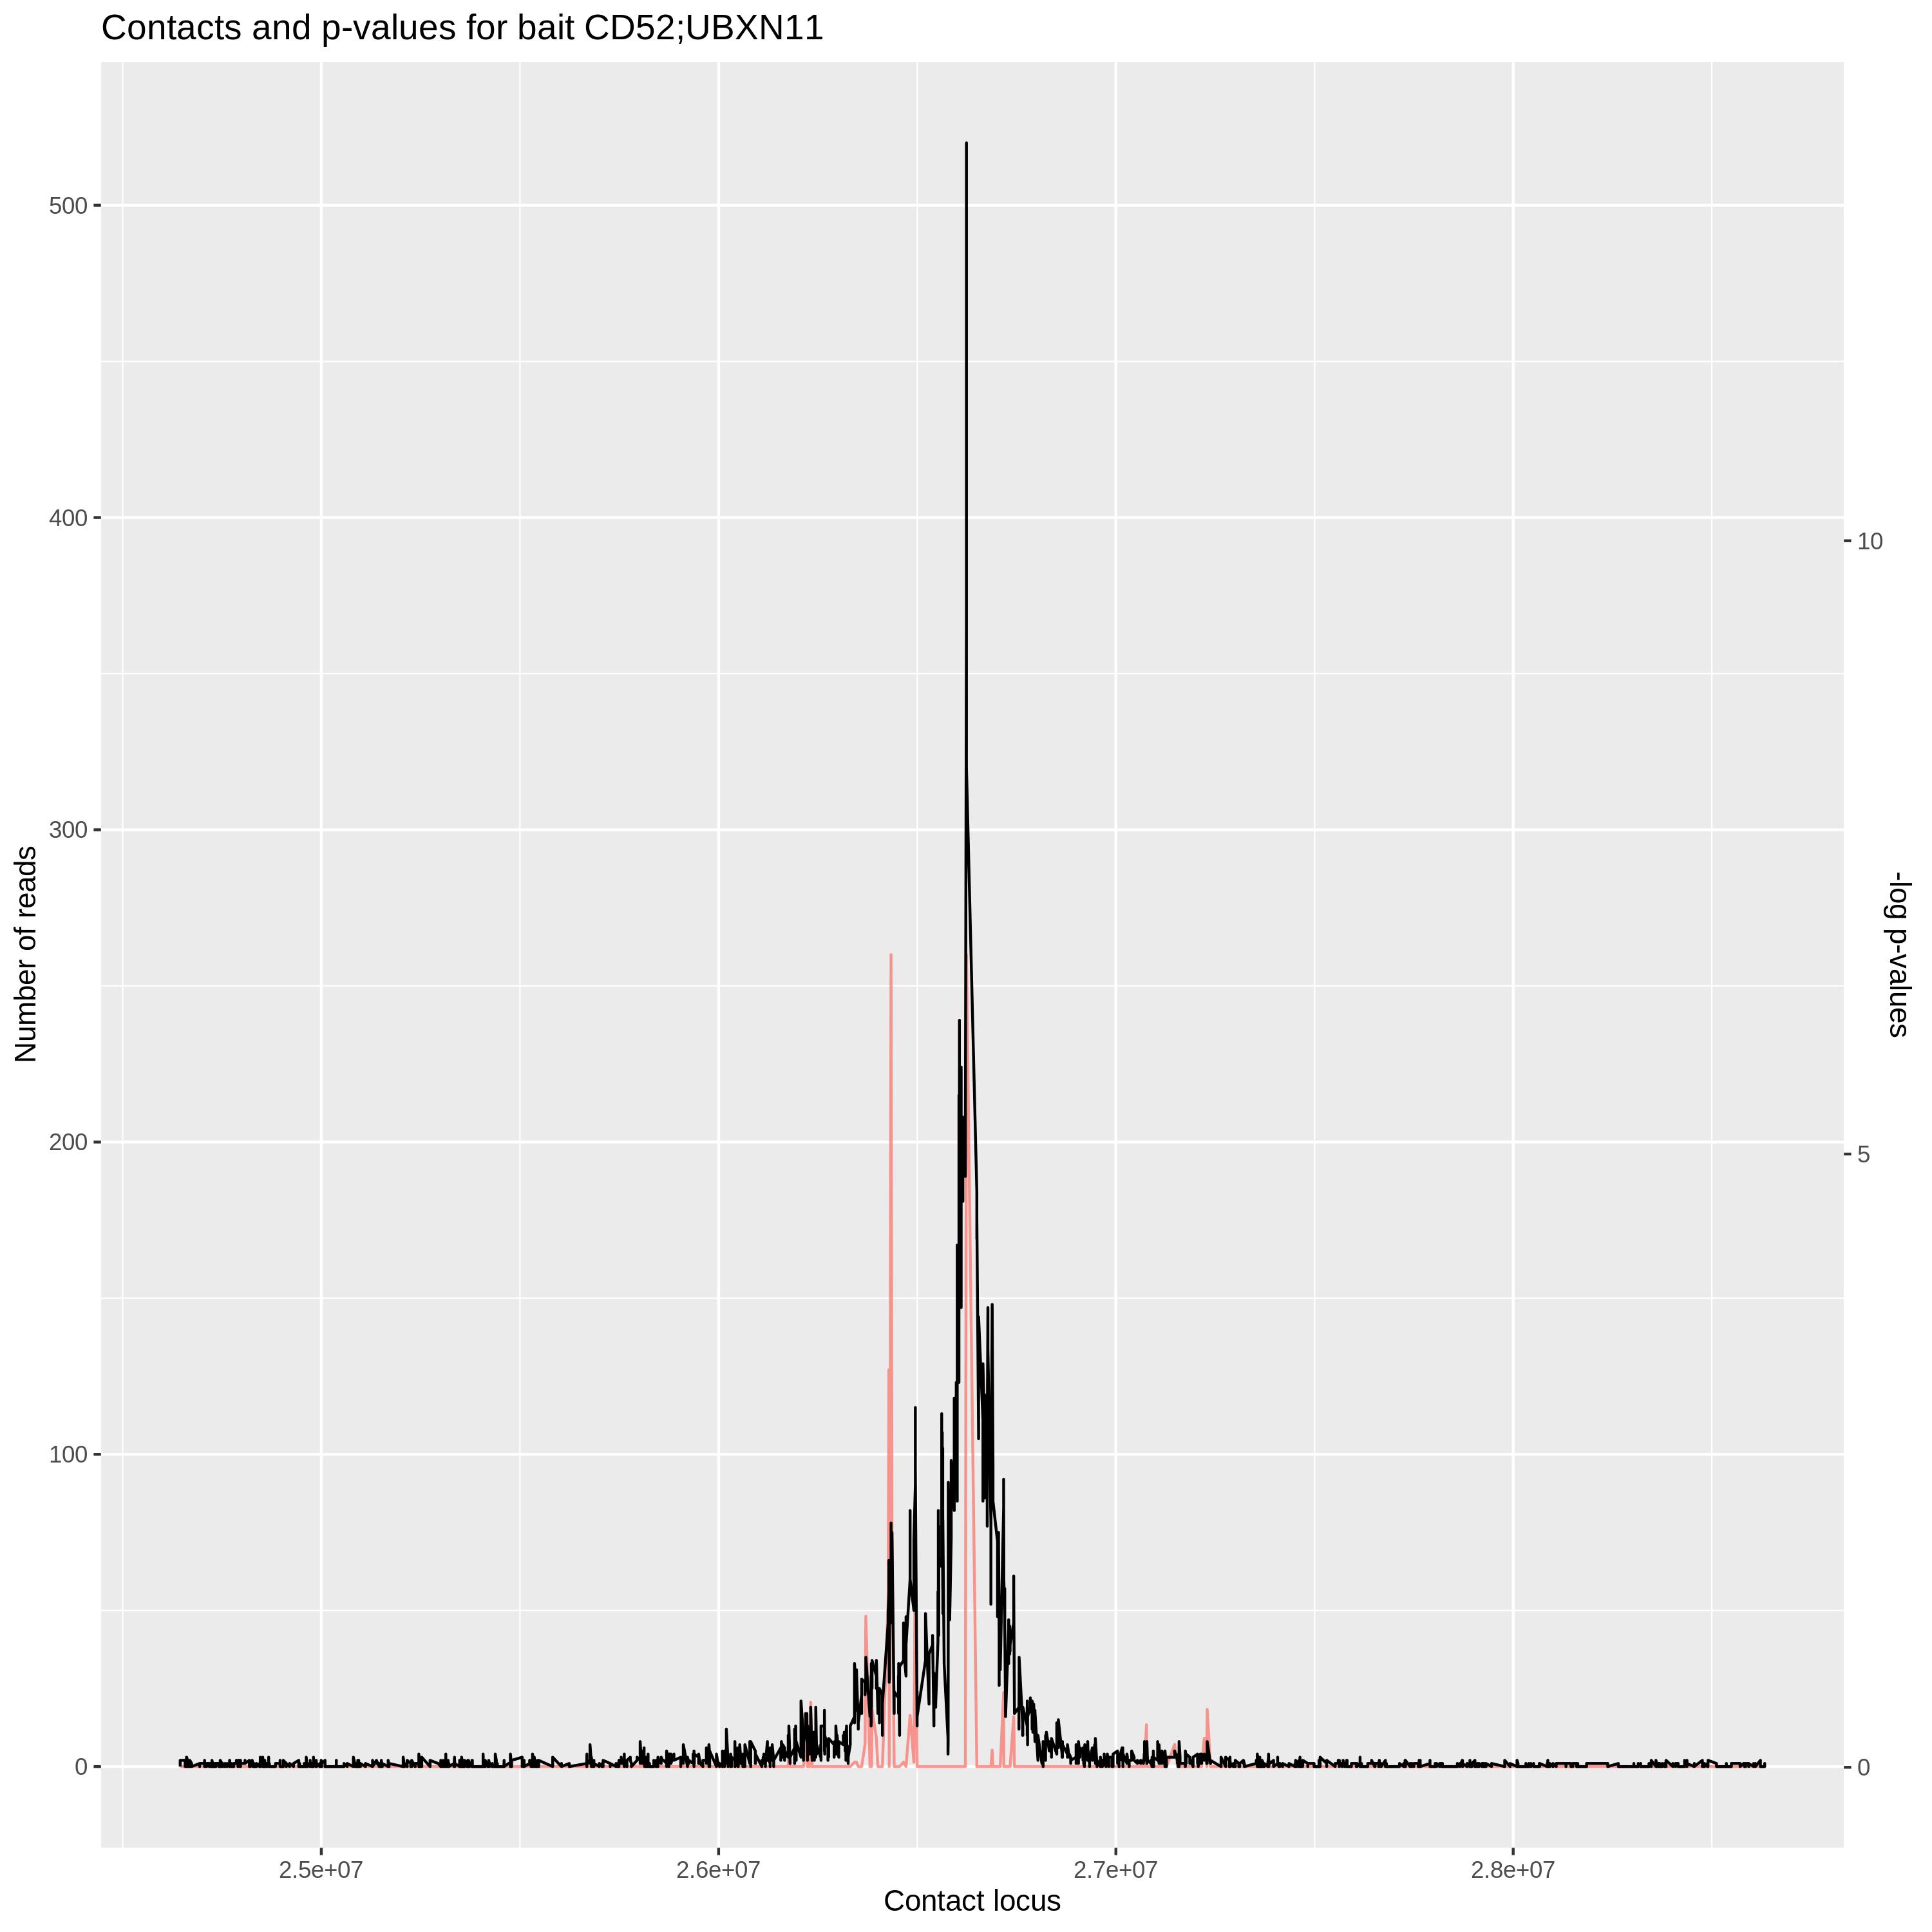 Contacts and p-values for bait CD52;UBXN11
500
400
300
200
100
0
Number of reads
10
5
0
-log p-values
2.5e+07
2.6e+07
2.7e+07
2.8e+07
Contact locus